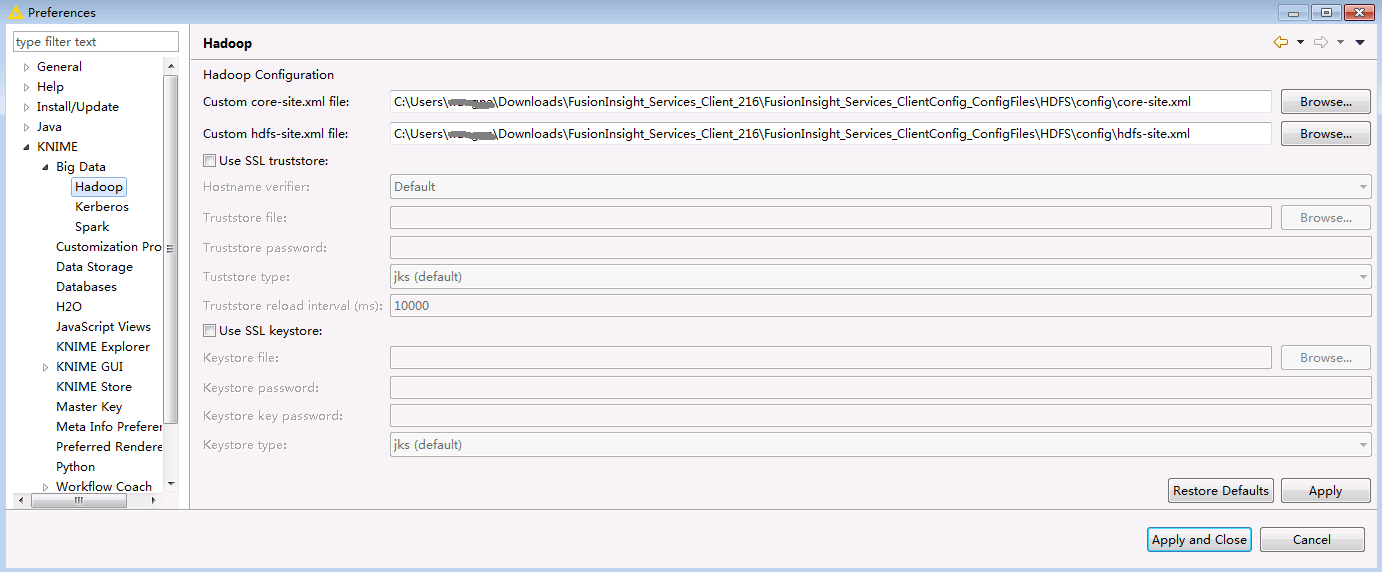 Preferences
type filter text
General
Help
Install/Update
Java
KNIME
Big Data
Hadoop
Kerberos
Spark
Customization Pro
Data Storage
Databases
H2O
JavaScript Views
KNIME Explorer
KNIME GUI
KNIME Store
Master Key
Meta Info Preferen
Preferred Rendere
Python
Workflow Coach
Hadoop
Hadoop Configuration
Custom core-site.xml file: C:\Users\ \Downloads\FusionInsight_Services_Client_216\FusionInsight_Services_ClientConfig_ConfigFiles\HDFS\config\core-site.xml Browse...
Custom hdfs-site.xml file: C:\Users\ \Downloads\FusionInsight_Services_Client_216\FusionInsight_Services_ClientConfig_ConfigFiles\HDFS\config\hdfs-site.xml Browse...
Use SSL truststore:
Hostname verifier: Default
Truststore file: Browse...
Truststore password:
Tuststore type: jks (default)
Truststore reload interval (ms): 10000
Use SSL keystore:
Keystore file: Browse...
Keystore password:
Keystore key password:
Keystore type: jks (default)
Restore Defaults Apply
Apply and Close Cancel